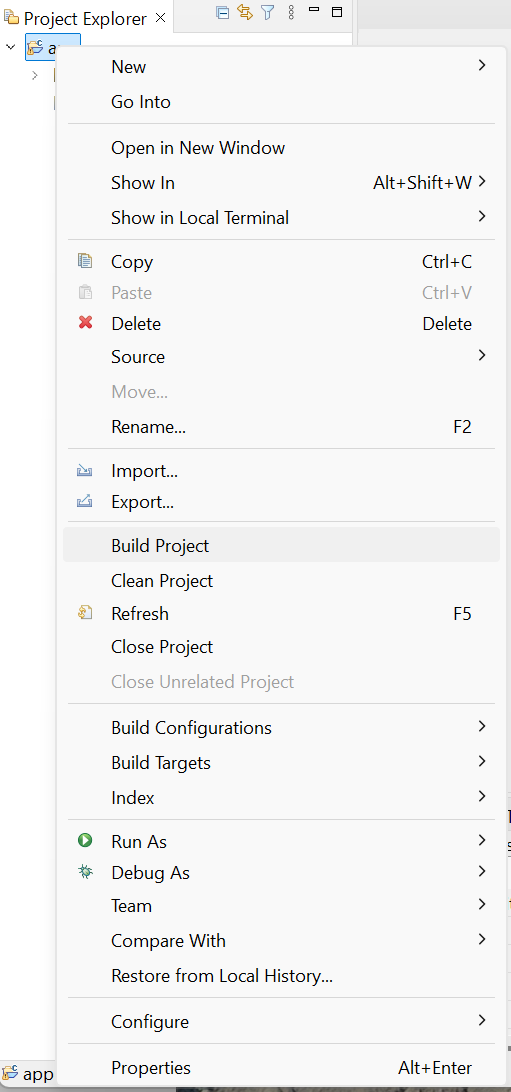 Project Explorer
New
Go Into
Open in New Window
Show In Alt+Shift+W
Show in Local Terminal
Copy Ctrl+C
Paste Ctrl+V
Delete Delete
Source
Move...
Rename... F2
Import...
Export...
Build Project
Clean Project
Refresh F5
Close Project
Close Unrelated Project
Build Configurations
Build Targets
Index
Run As
Debug As
Team
Compare With
Restore from Local History...
Configure
Properties Alt+Enter
app